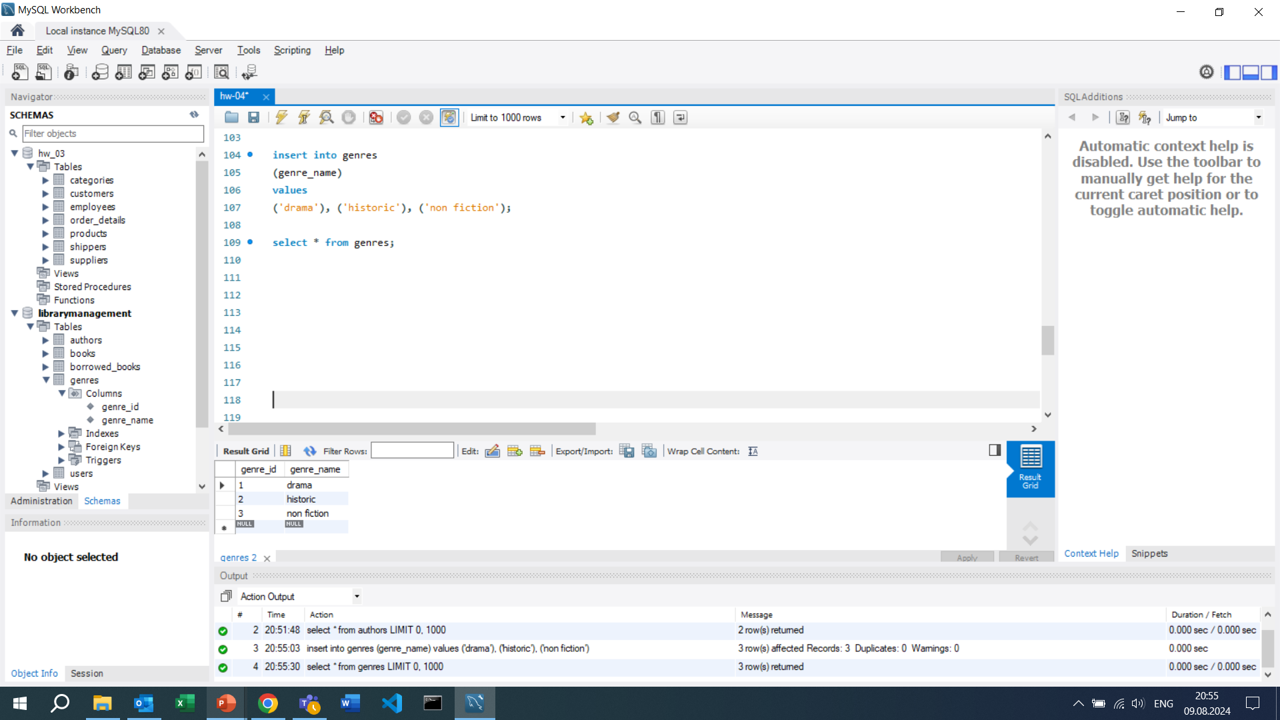 MySQL Workbench
Local instance MySQL80
File Edit View Query Database Server Tools Scripting Help
Navigator
SCHEMAS
Filter objects
hw_03
Tables
categories
customers
employees
order_details
products
shippers
suppliers
Views
Stored Procedures
Functions
librarymanagement
Tables
authors
books
borrowed_books
genres
Columns
genre_id
genre_name
Indexes
Foreign Keys
Triggers
users
Views
Administration Schemas
Information
No object selected
Object Info Session
hw-04*
Limit to 1000 rows
103
104 insert into genres
105 (genre_name)
106 values
107 ('drama'), ('historic'), ('non fiction');
108
109 select * from genres;
110
111
112
113
114
115
116
117
118
119
Result Grid Filter Rows: Edit: Export/Import: Wrap Cell Content:
genre_id genre_name
1 drama
2 historic
3 non fiction
NULL NULL
Result
Grid
genres 2 Apply Revert
Output
Action Output
# Time Action Message Duration / Fetch
2 20:51:48 select * from authors LIMIT 0, 1000 2 row(s) returned 0.000 sec / 0.000 sec
3 20:55:03 insert into genres (genre_name) values ('drama'), ('historic'), ('non fiction') 3 row(s) affected Records: 3 Duplicates: 0 Warnings: 0 0.000 sec
4 20:55:30 select * from genres LIMIT 0, 1000 3 row(s) returned 0.000 sec / 0.000 sec
SQLAdditions
Jump to
Automatic context help is
disabled. Use the toolbar to
manually get help for the
current caret position or to
toggle automatic help.
Context Help Snippets
ENG
20:55
09.08.2024